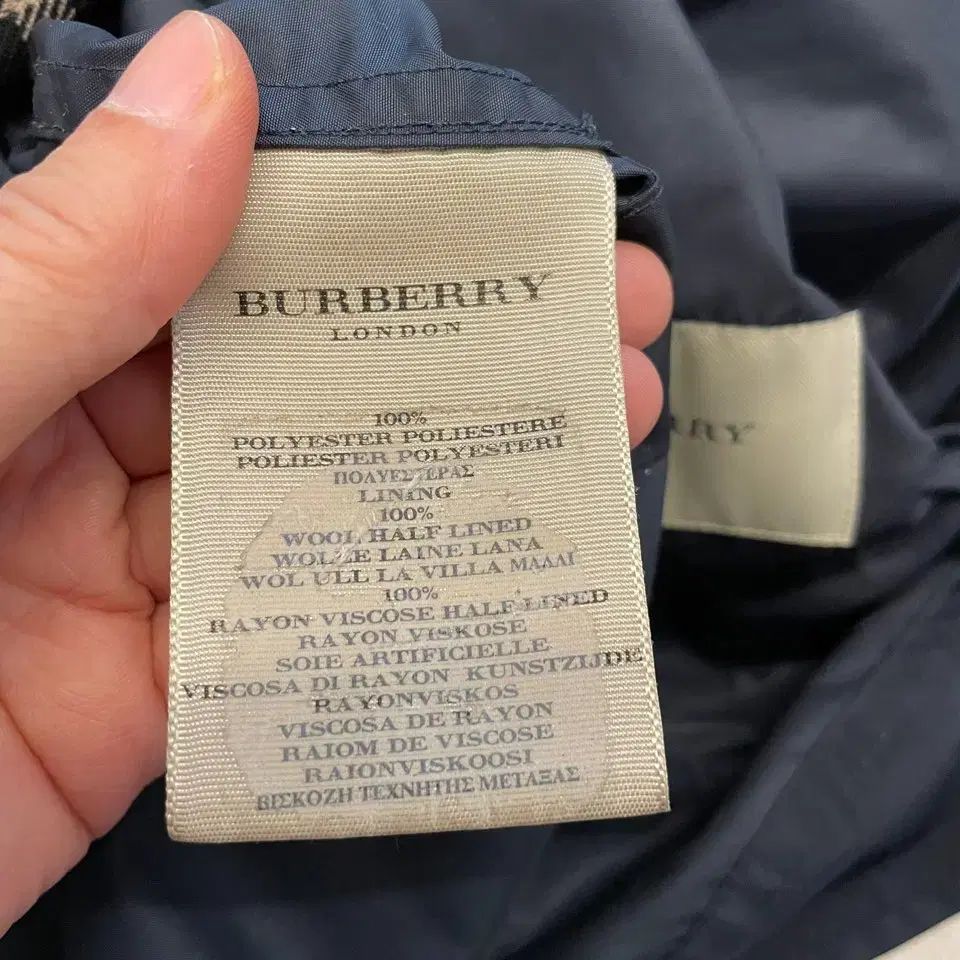 BURBERRY
LONDON
100%
POLYESTER POLIESTERE
POLIESTER POLYESTERI
ΠΟΛΥΕΣΤΕΡΑΣ
LINING
100%
WOOL HALF LINED
WOLLE LAINE LANA
WOL ULL LA VILLA ΜΑΛΛΙ
100%
RAYON VISCOSE HALF LINED
RAYON VISKOSE
SOIE ARTIFICIELLE
VISCOSA DI RAYON KUNSTZIJDE
RAYONVISKOS
VISCOSA DE RAYON
RAIOM DE VISCOSE
RAIONVISKOOSI
ΒΙΣΚΟΖΗ ΤΕΧΝΗΤΗΣ ΜΕΤΑΞΑΣ
RRY